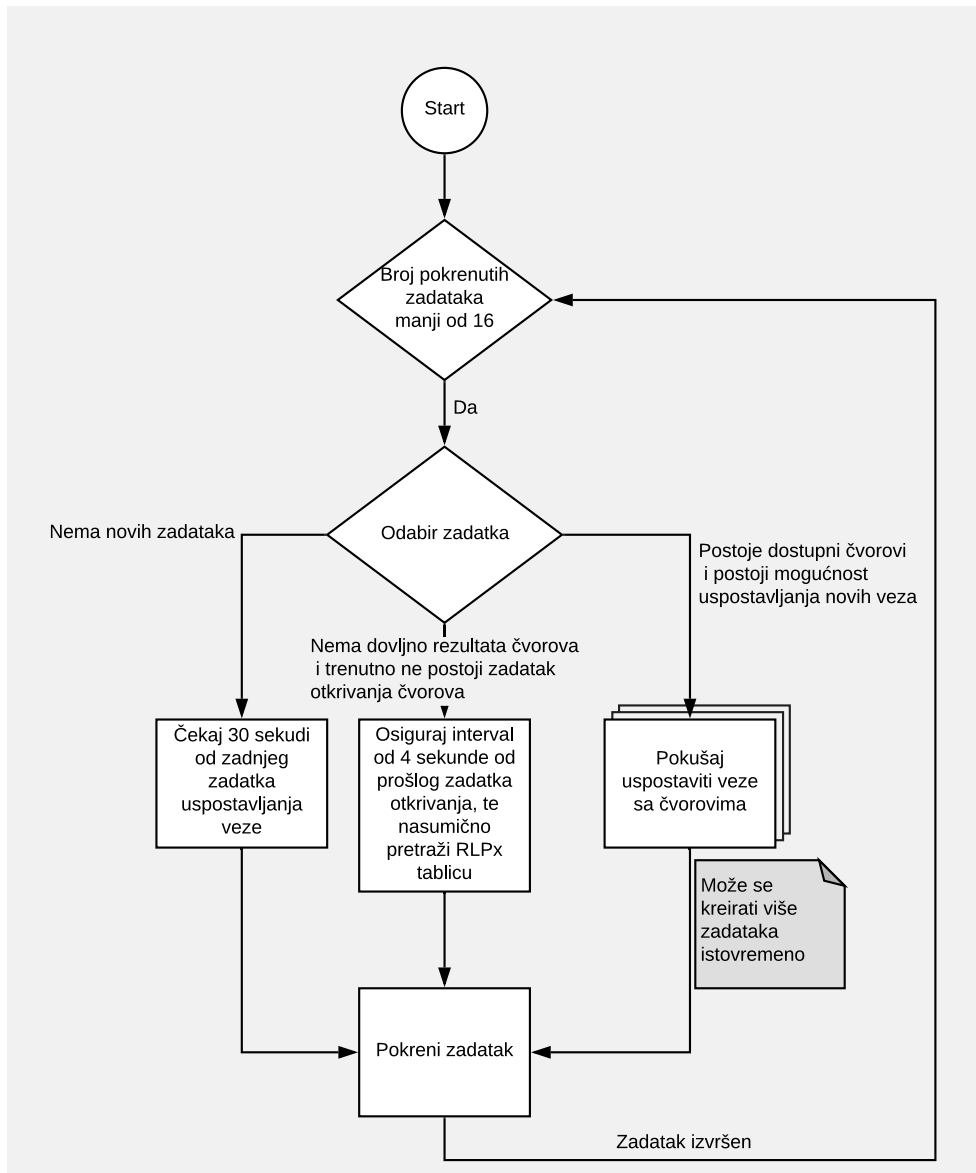 Start
Broj pokrenutih
zadataka
manji od 16
Da
Odabir zadatka
Nema novih zadataka
Postoje dostupni čvorovi
i postoji mogućnost
uspostavljanja novih veza
Nema dovljno rezultata čvorova
i trenutno ne postoji zadatak
otkrivanja čvorova
Čekaj 30 sekudi
od zadnjeg
zadatka
uspostavljanja
veze
Osiguraj interval
od 4 sekunde od
prošlog zadatka
otkrivanja, te
nasumično
pretraži RLPx
tablicu
Pokušaj
uspostaviti veze
sa čvorovima
Može se
kreirati više
zadataka
istovremeno
Pokreni zadatak
Zadatak izvršen